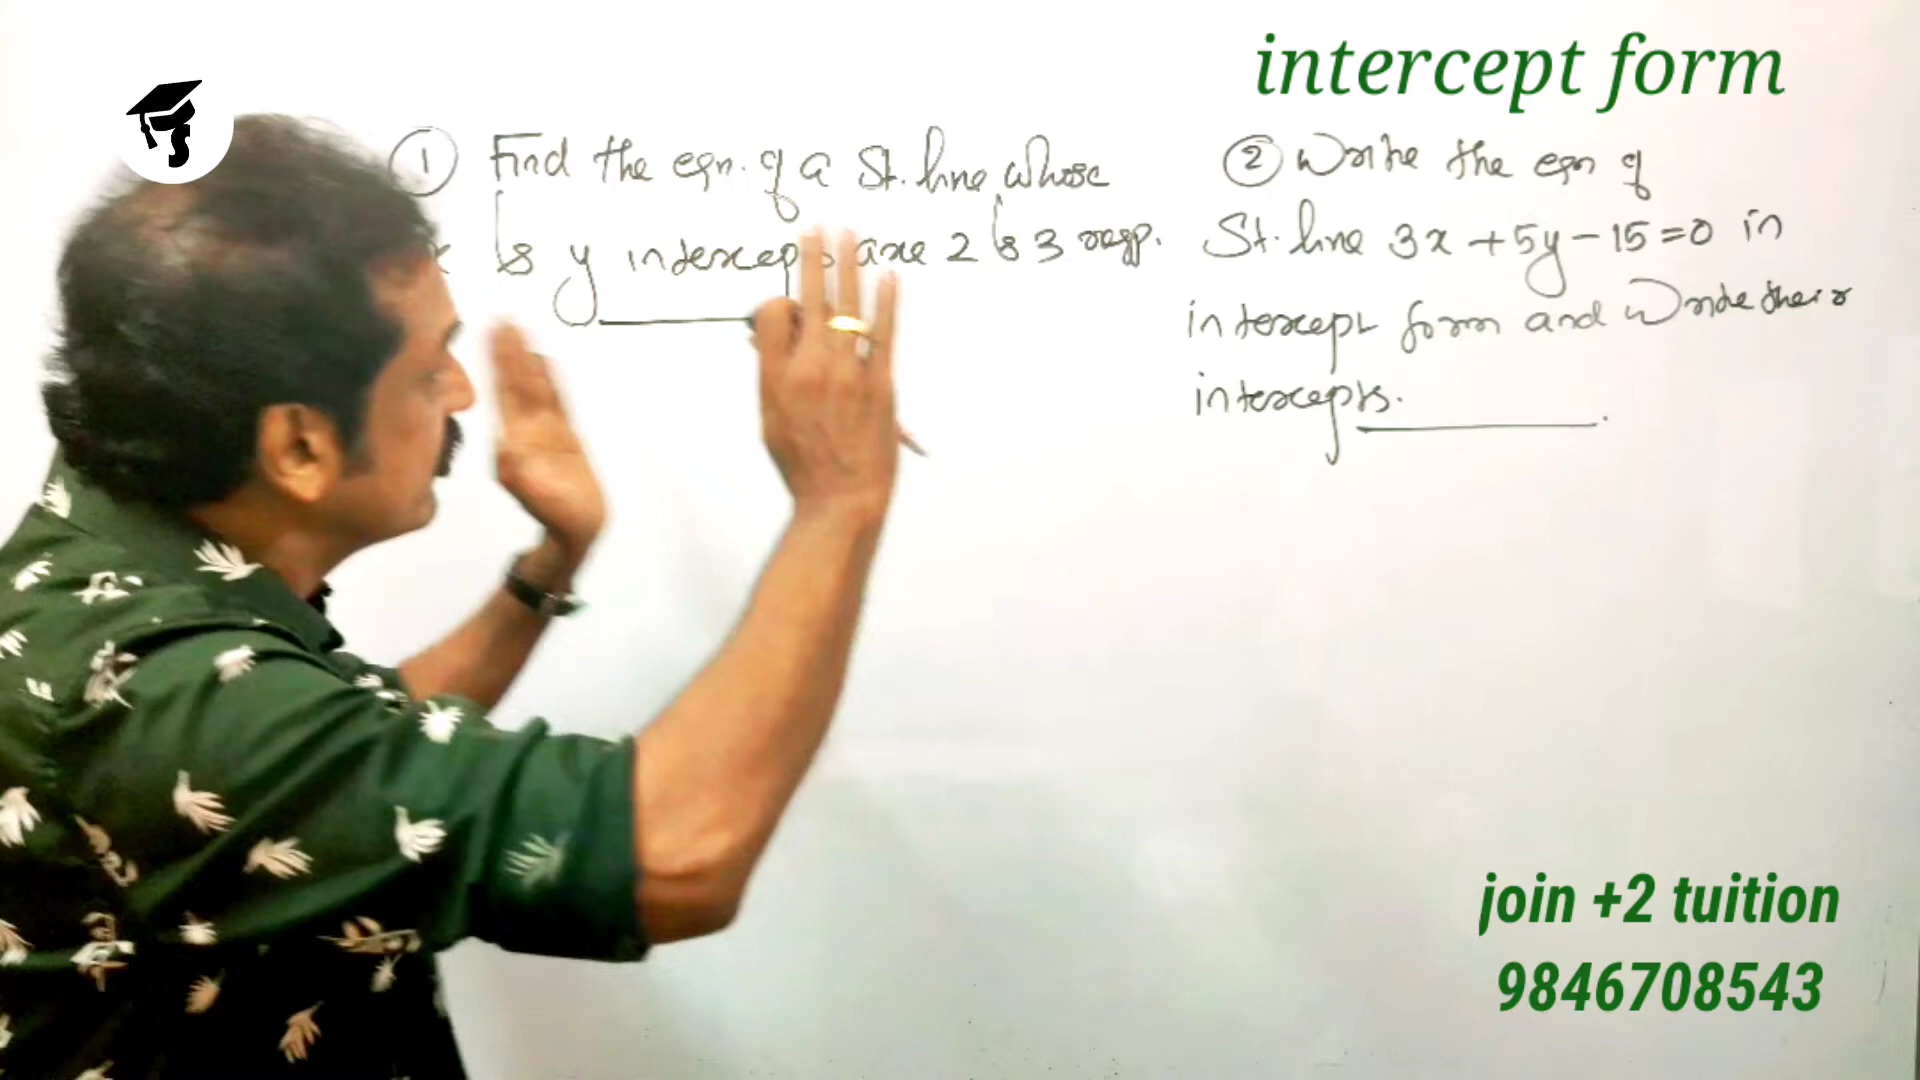 intercept form
① Find the eqn. of a St. line whose
x & y intercepts are 2 & 3 resp.
② Write the eqn of
St. line 3x + 5y - 15 = 0 in
intercept form and Write their
intercepts.
join +2 tuition
9846708543